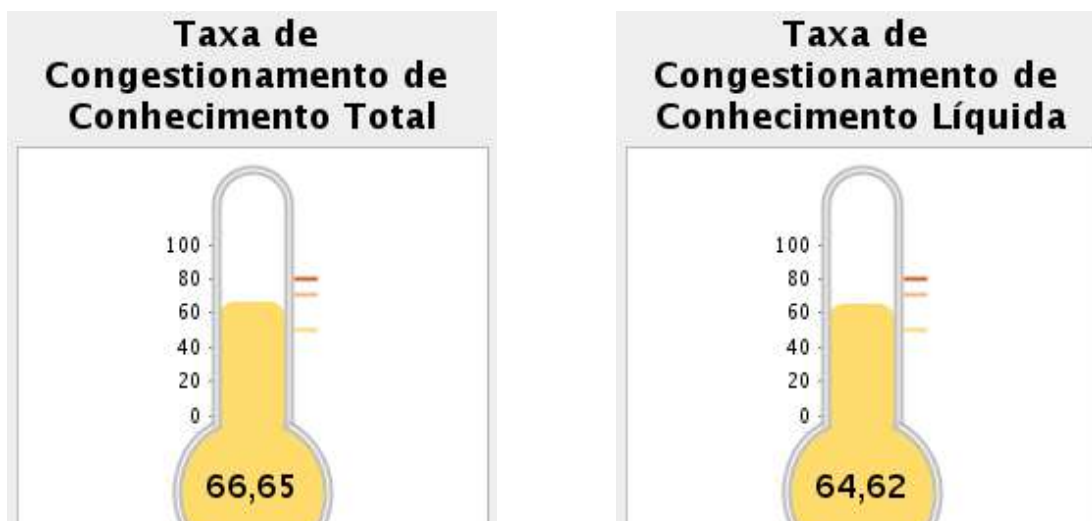 Taxa de
Congestionamento de
Conhecimento Total
100
80
60
40
20
0
66,65
Taxa de
Congestionamento de
Conhecimento Líquida
100
80
60
40
20
0
64,62